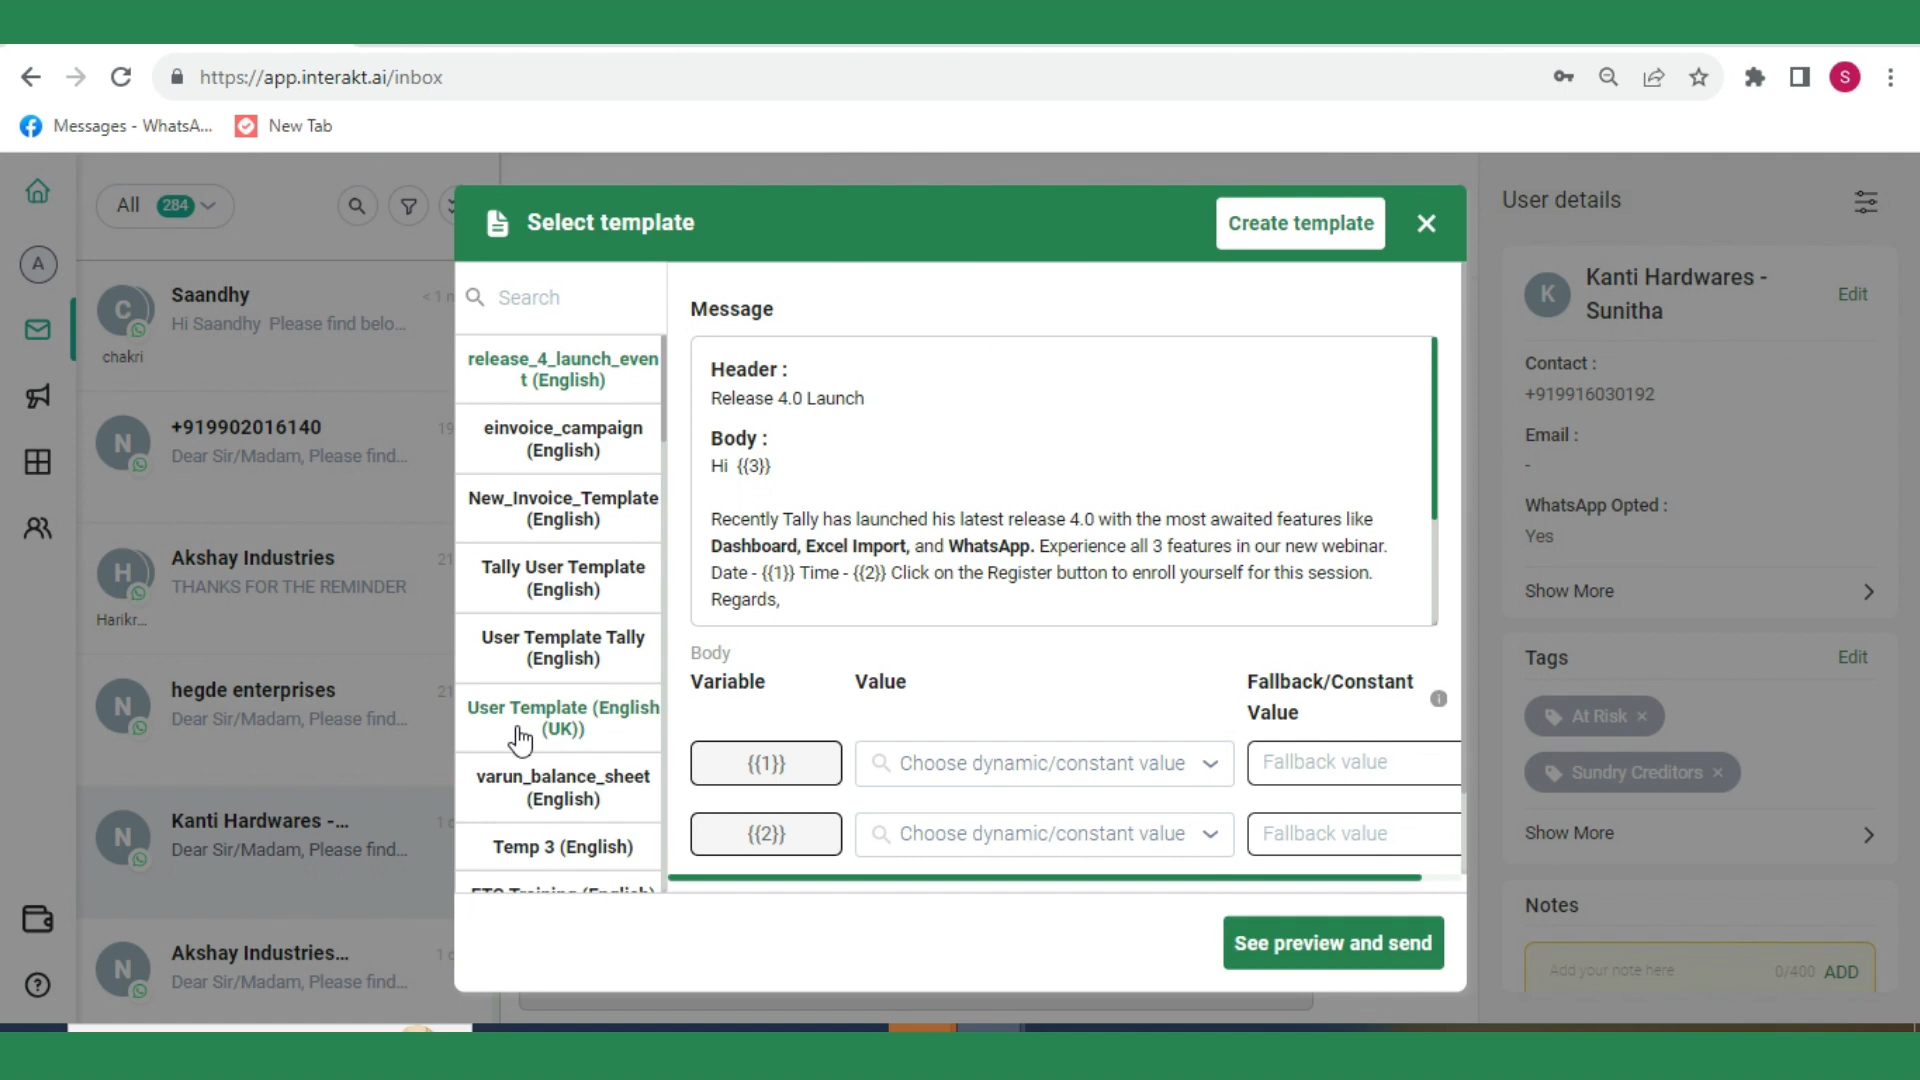 https://app.interakt.ai/inbox
S
Messages - WhatsA...
New Tab
All 284
A
C
Saandhy
< 1 m
Hi Saandhy Please find belo...
chakri
N
+919902016140
19
Dear Sir/Madam, Please find...
H
Akshay Industries
21
THANKS FOR THE REMINDER
Harikr...
N
hegde enterprises
21
Dear Sir/Madam, Please find...
N
Kanti Hardwares -...
1
Dear Sir/Madam, Please find...
N
Akshay Industries...
1
Dear Sir/Madam, Please find...
Select template
Create template
Search
release_4_launch_even
t (English)
einvoice_campaign
(English)
New_Invoice_Template
(English)
Tally User Template
(English)
User Template Tally
(English)
User Template (English
(UK))
varun_balance_sheet
(English)
Temp 3 (English)
Message
Header :
Release 4.0 Launch
Body :
Hi {{3}}
Recently Tally has launched his latest release 4.0 with the most awaited features like
Dashboard, Excel Import, and WhatsApp. Experience all 3 features in our new webinar.
Date - {{1}} Time - {{2}} Click on the Register button to enroll yourself for this session.
Regards,
Body
Variable
Value
Fallback/Constant
Value
{{1}}
Choose dynamic/constant value
Fallback value
{{2}}
Choose dynamic/constant value
Fallback value
See preview and send
User details
K
Kanti Hardwares -
Sunitha
Edit
Contact :
+919916030192
Email :
-
WhatsApp Opted :
Yes
Show More
Tags
Edit
At Risk ×
Sundry Creditors ×
Show More
Notes
Add your note here
0/400 ADD